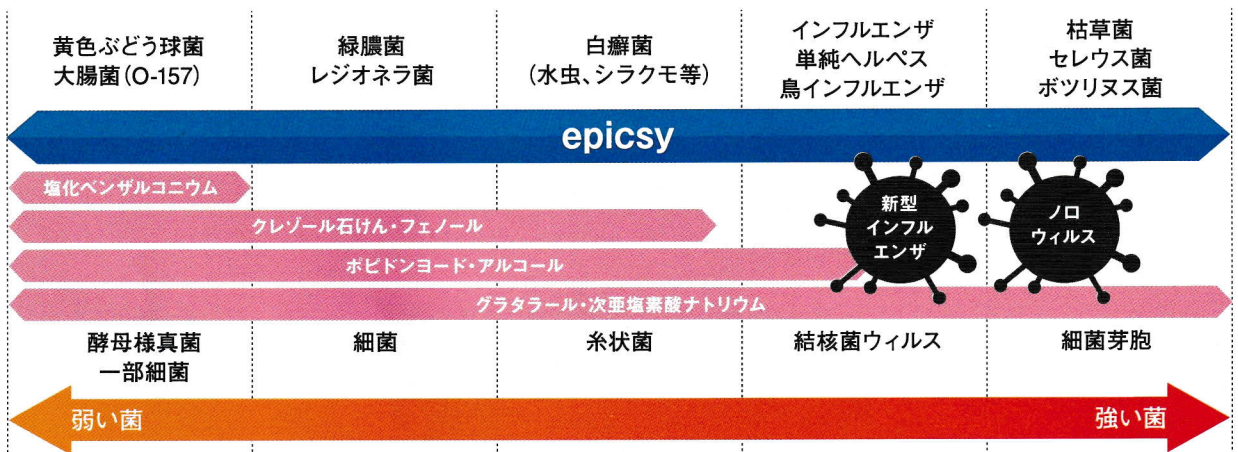 黄色ぶどう球菌
大腸菌(O-157)
緑膿菌
レジオネラ菌
白癬菌
(水虫、シラクモ等)
インフルエンザ
単純ヘルペス
鳥インフルエンザ
枯草菌
セレウス菌
ボツリヌス菌
epicsy
塩化ベンザルコニウム
クレゾール石けん・フェノール
ポピドンヨード・アルコール
グラタラール・次亜塩素酸ナトリウム
新型
インフル
エンザ
ノロ
ウィルス
酵母様真菌
一部細菌
細菌
糸状菌
結核菌ウィルス
細菌芽胞
弱い菌
強い菌